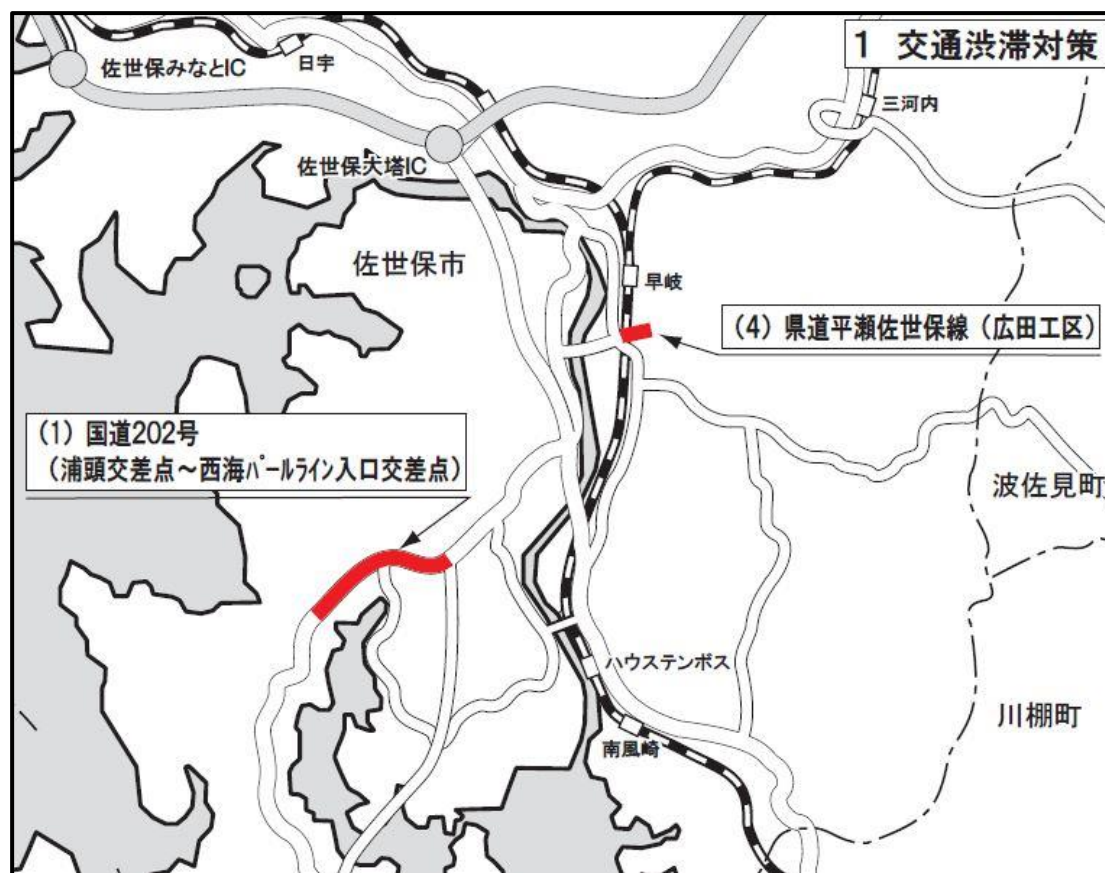 1 交通渋滞対策
佐世保みなとIC
日宇
三河内
佐世保大塔IC
佐世保市
早岐
(4) 県道平瀬佐世保線（広田工区）
(1) 国道202号
（浦頭交差点～西海パールライン入口交差点）
波佐見町
ハウステンボス
川棚町
南風崎